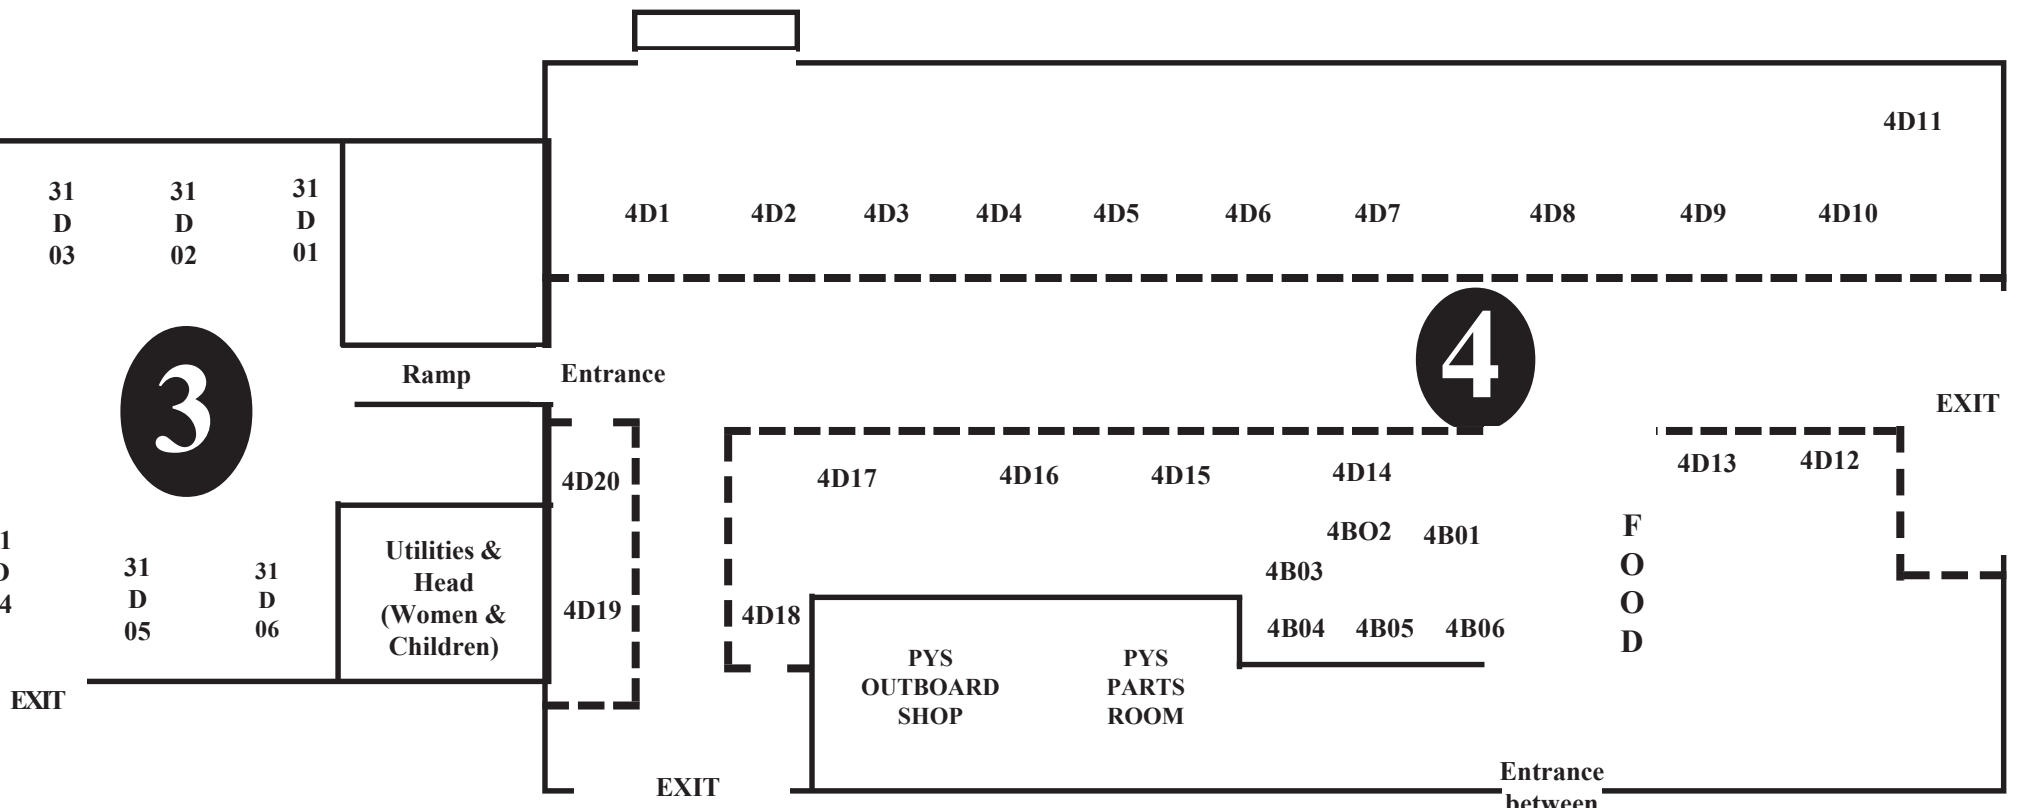 4D11
31
D
03
31
D
02
31
D
01
4D1 4D2 4D3 4D4 4D5 4D6 4D7 4D8 4D9 4D10
3
4
Ramp
Entrance
EXIT
4D20
4D17 4D16 4D15 4D14
4D13 4D12
4BO2 4B01
4B03
4B04 4B05 4B06
F
O
O
D
31
D
05
31
D
06
Utilities &
Head
(Women &
Children)
4D19
4D18
PYS
OUTBOARD
SHOP
PYS
PARTS
ROOM
EXIT
EXIT
Entrance
between